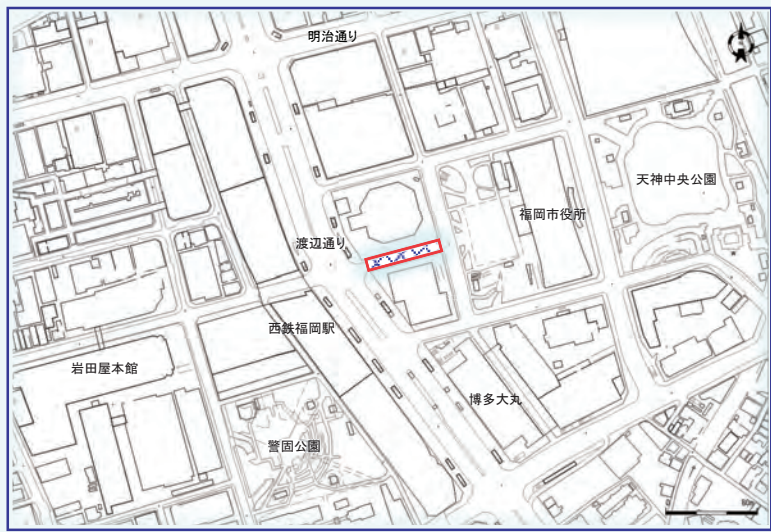 明治通り
天神中央公園
福岡市役所
渡辺通り
西鉄福岡駅
岩田屋本館
博多大丸
警固公園